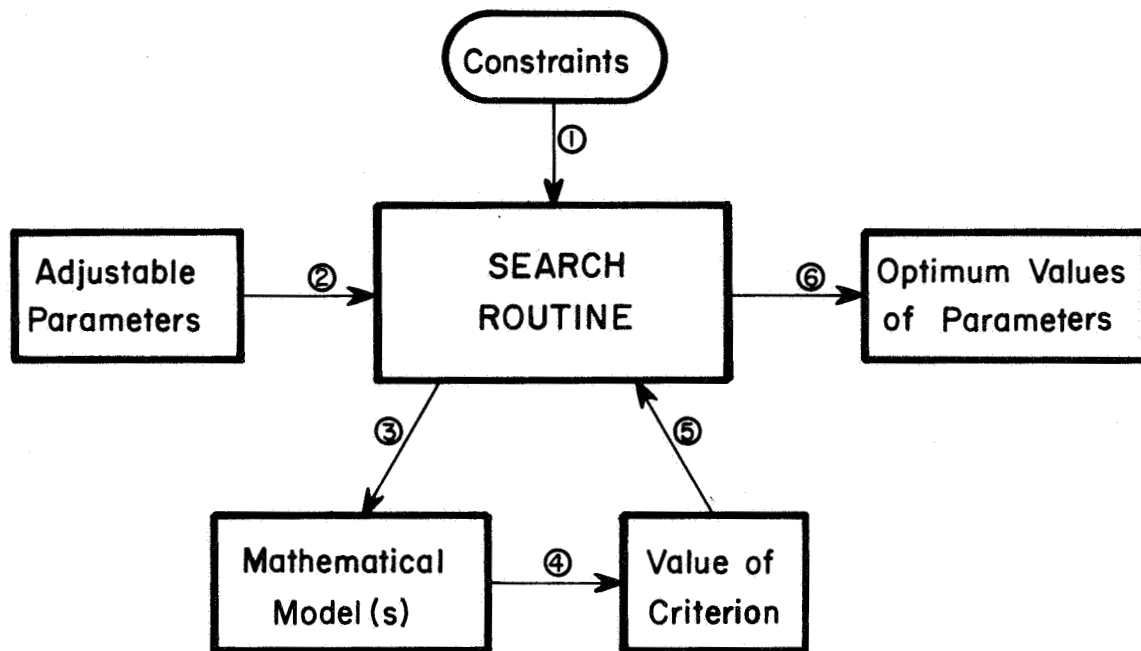 Constraints
①
Adjustable
Parameters
②
SEARCH
ROUTINE
⑥
Optimum Values
of Parameters
③
⑤
Mathematical
Model(s)
④
Value of
Criterion